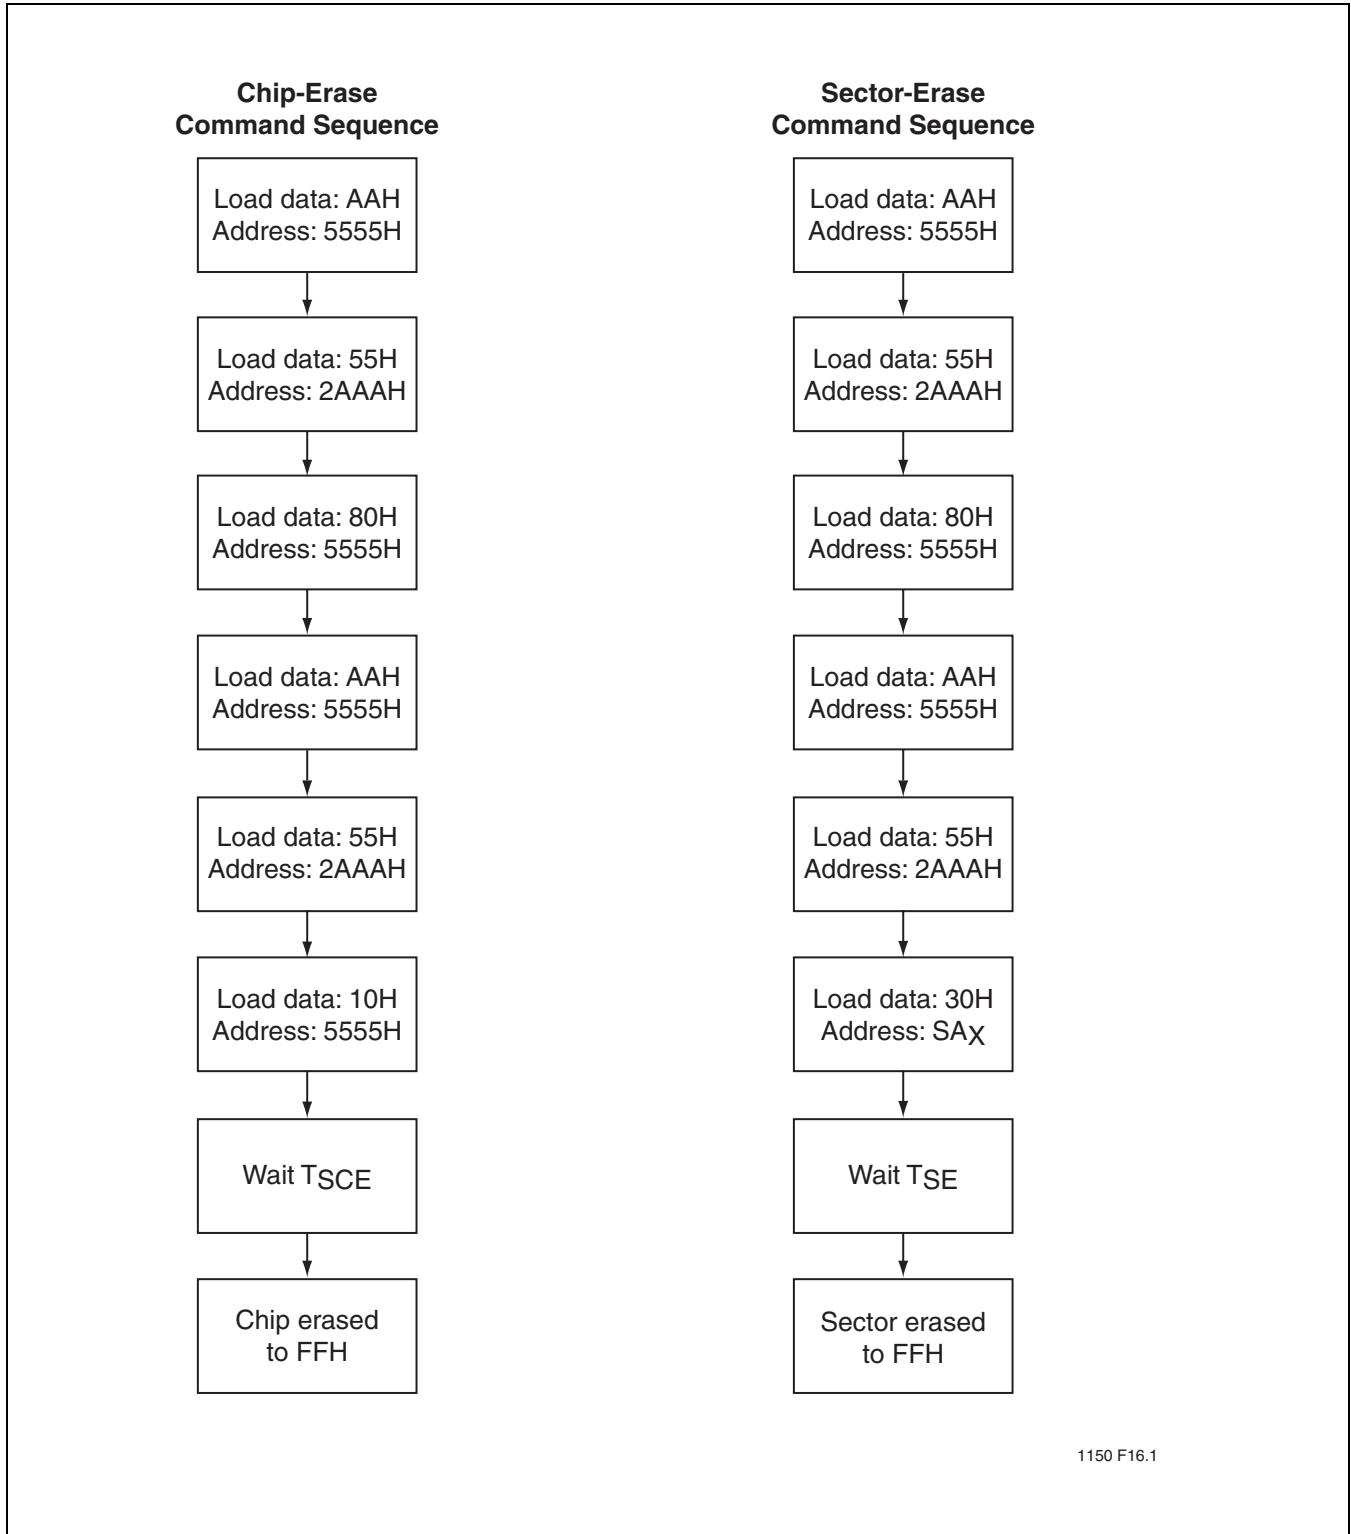 Chip-Erase
Command Sequence
Load data: AAH
Address: 5555H
Load data: 55H
Address: 2AAAH
Load data: 80H
Address: 5555H
Load data: AAH
Address: 5555H
Load data: 55H
Address: 2AAAH
Load data: 10H
Address: 5555H
Wait TSCE
Chip erased
to FFH
Sector-Erase
Command Sequence
Load data: AAH
Address: 5555H
Load data: 55H
Address: 2AAAH
Load data: 80H
Address: 5555H
Load data: AAH
Address: 5555H
Load data: 55H
Address: 2AAAH
Load data: 30H
Address: SAX
Wait TSE
Sector erased
to FFH
1150 F16.1